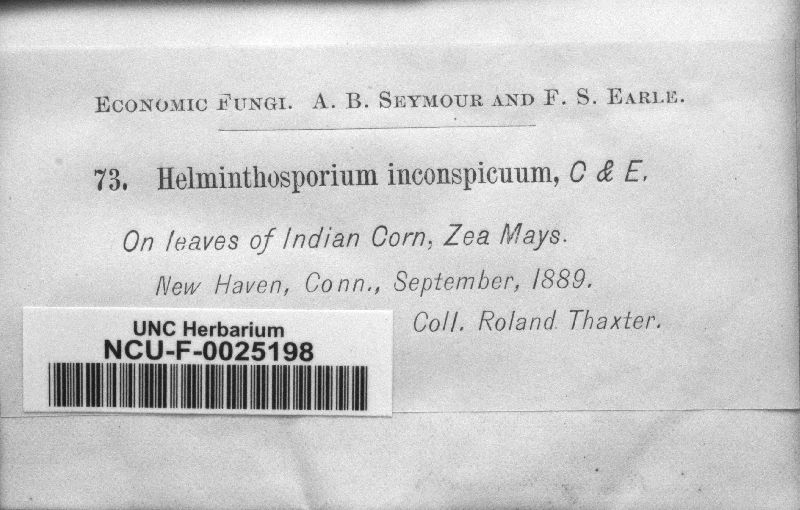 ECONOMIC FUNGI. A. B. SEYMOUR AND F. S. EARLE.
73. Helminthosporium inconspicuum, C & E.
On leaves of Indian Corn, Zea Mays.
New Haven, Conn., September, 1889.
Coll. Roland Thaxter.
UNC Herbarium
NCU-F-0025198